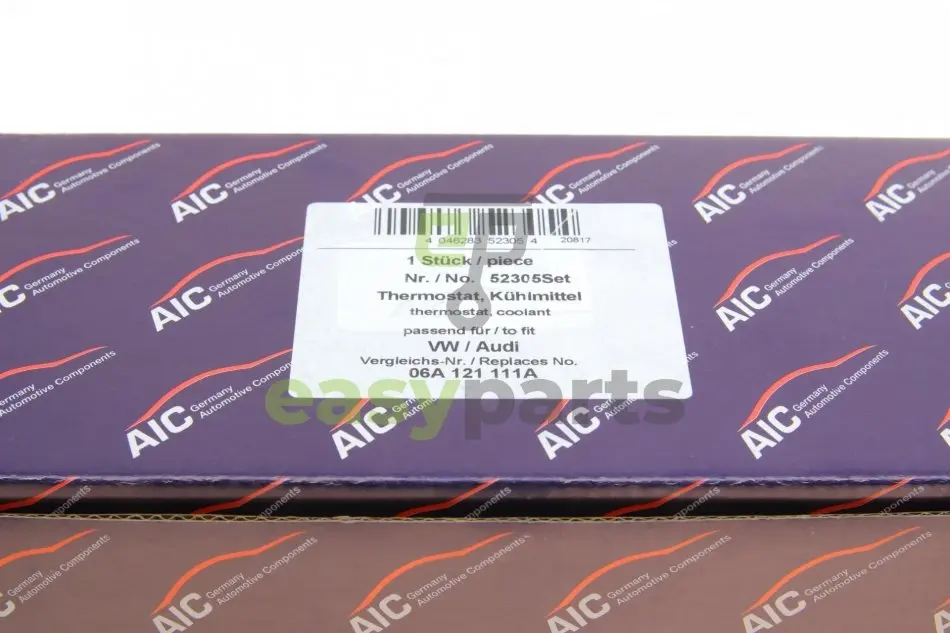 AIC Germany
Automotive Components
4 046283 52305 4 20817
1 Stück / piece
Nr. / No. 52305Set
Thermostat, Kühlmittel
thermostat, coolant
passend für / to fit
VW / Audi
Vergleichs-Nr. / Replaces No.
06A 121 111A
easyparts